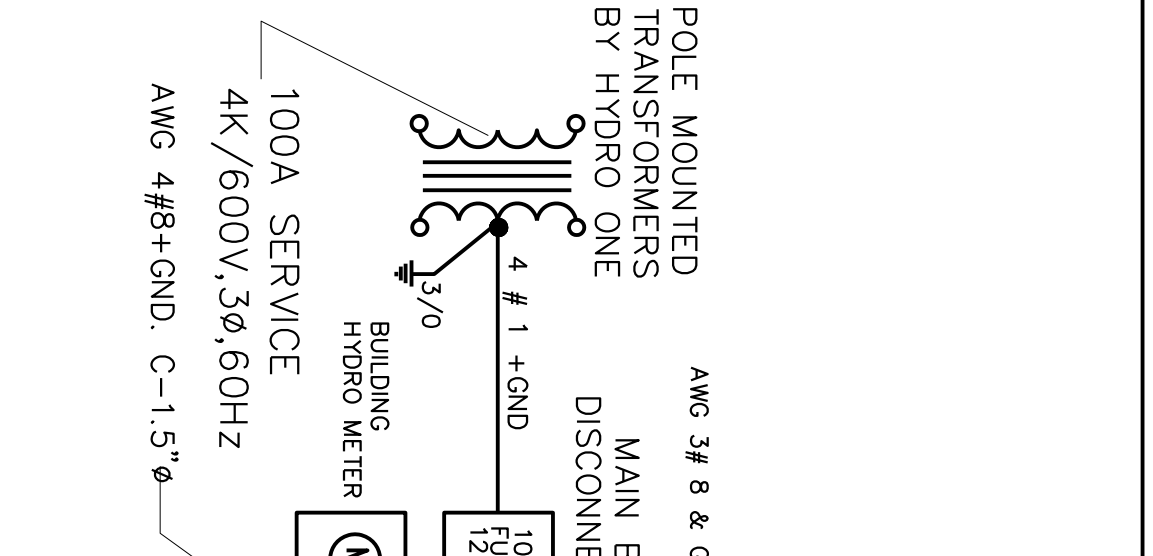 POLE MOUNTED
TRANSFORMERS
BY HYDRO ONE
AWG 3# 8 &
MAIN
DISCONNE
4 # 1 +GND
3/0
10
FU
12
BUILDING
HYDRO METER
100A SERVICE
4K/600V,3ø,60Hz
AWG 4#8+GND. C-1.5"ø